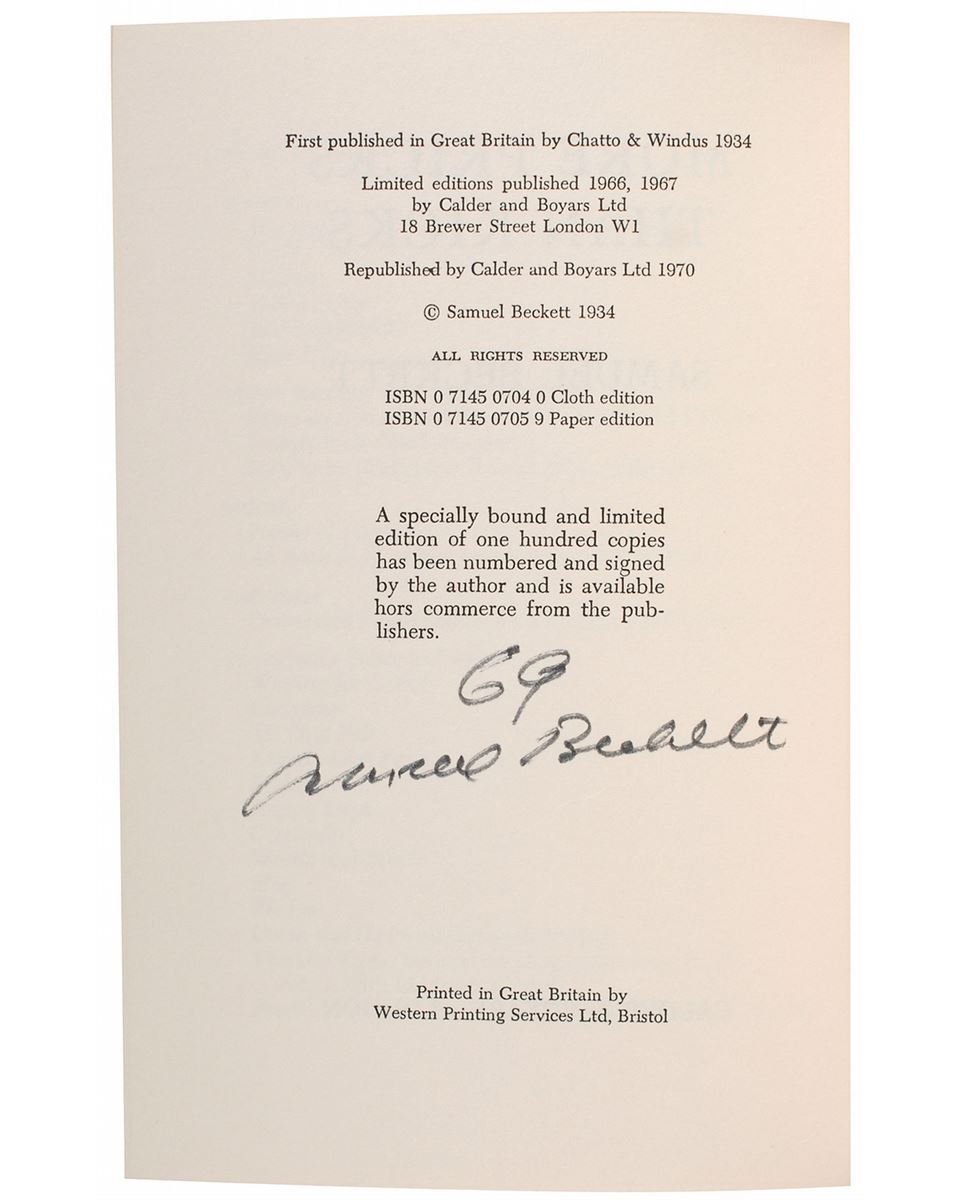 First published in Great Britain by Chatto & Windus 1934
Limited editions published 1966, 1967
by Calder and Boyars Ltd
18 Brewer Street London W1
Republished by Calder and Boyars Ltd 1970
© Samuel Beckett 1934
ALL RIGHTS RESERVED
ISBN 0 7145 0704 0 Cloth edition
ISBN 0 7145 0705 9 Paper edition
A specially bound and limited
edition of one hundred copies
has been numbered and signed
by the author and is available
hors commerce from the pub-
lishers.
69
Samuel Beckett
Printed in Great Britain by
Western Printing Services Ltd, Bristol